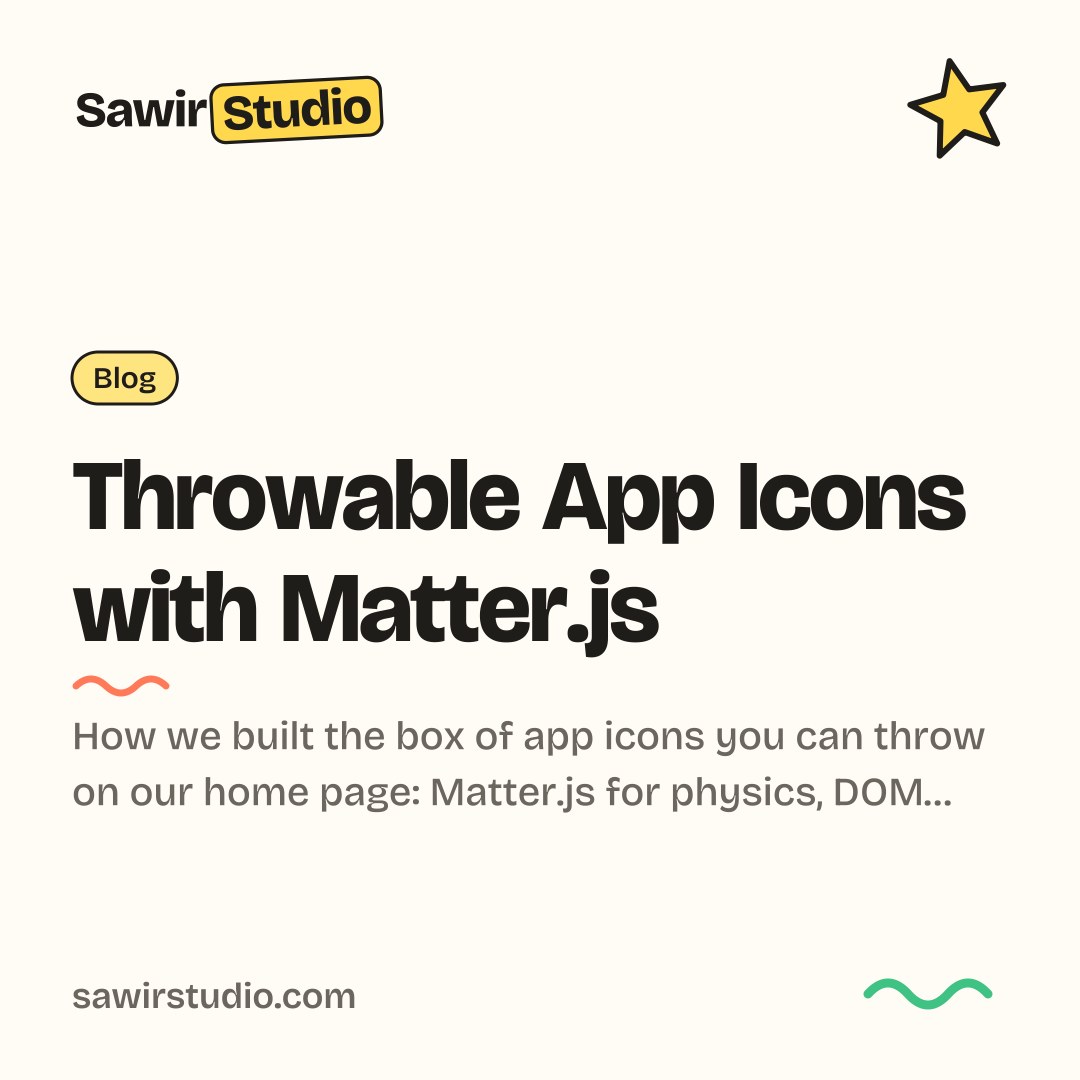 Sawir Studio
Blog
Throwable App Icons
with Matter.js
How we built the box of app icons you can throw
on our home page: Matter.js for physics, DOM...
sawirstudio.com